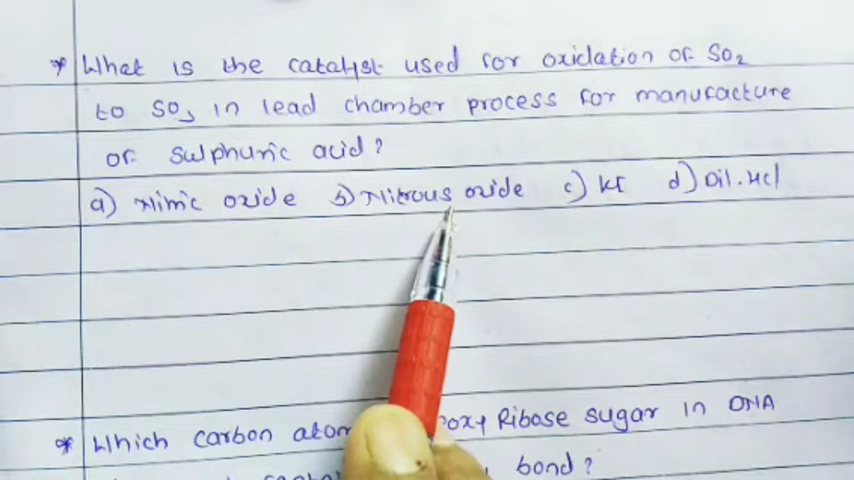 * What is the catalyst used for oxidation of SO2
to SO3 in lead chamber process for manufacture
of sulphuric acid?
a) Nitric oxide b) Nitrous oxide c) KI d) Dil.HCl
* Which carbon atom oxy Ribose sugar in DNA
bond?